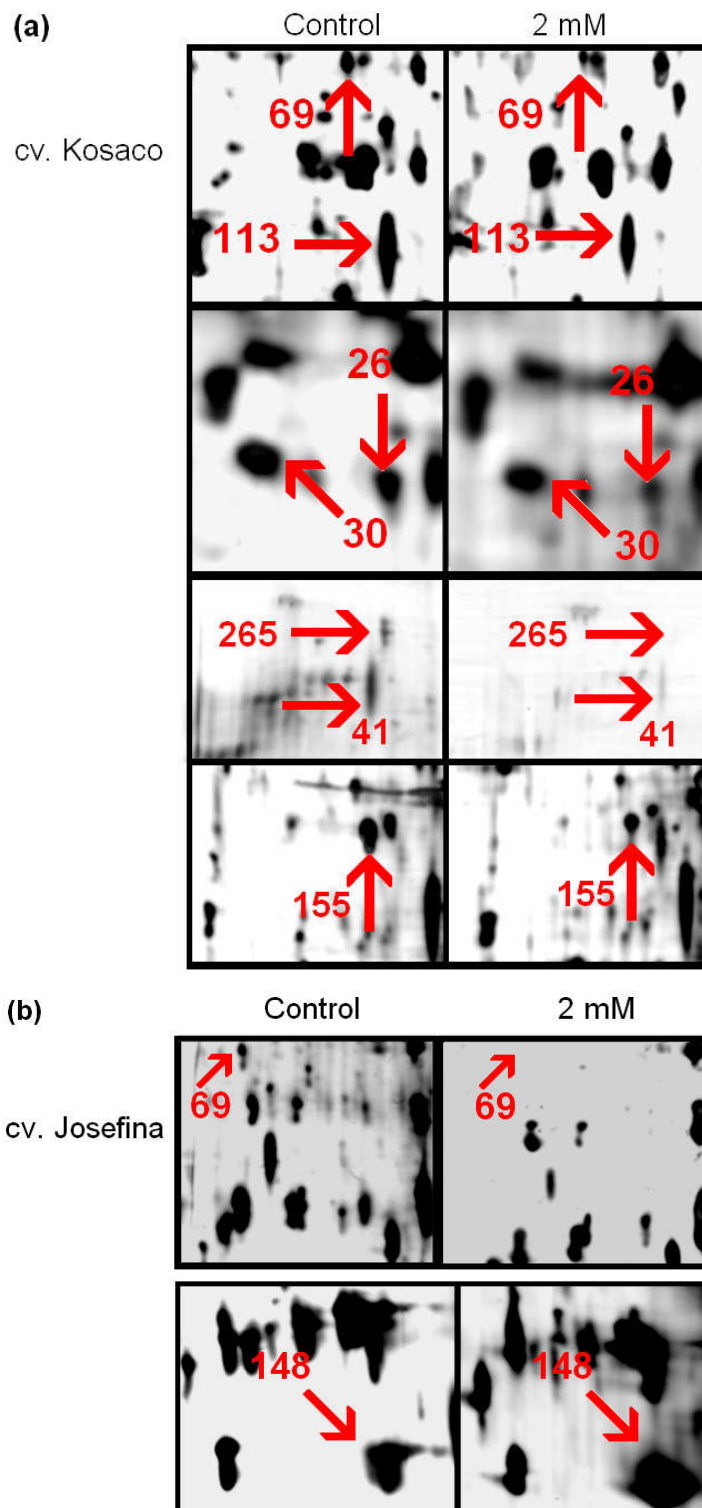 (a) Control 2 mM
cv. Kosaco
69 69
113 113
26 26
30 30
265 265
41 41
155 155
(b) Control 2 mM
69 69
cv. Josefina
148 148